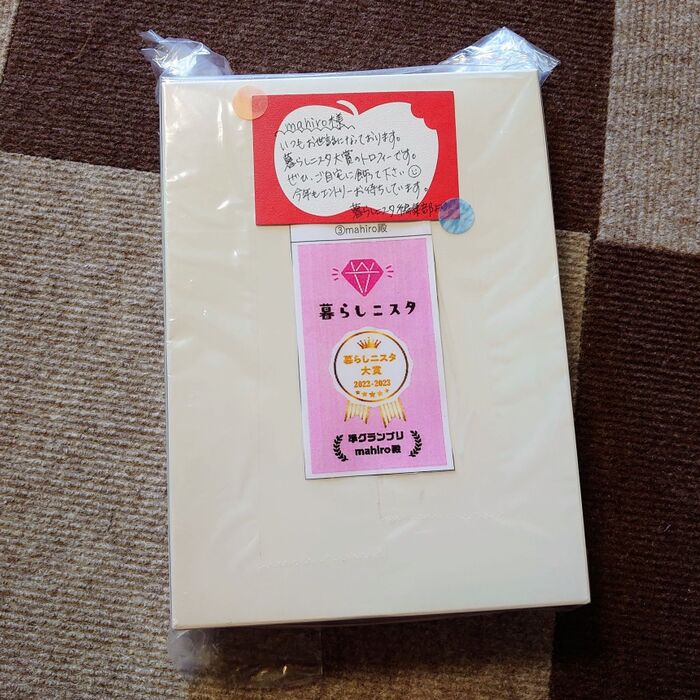 mahiro様
いつもお世話になっております。
暮らしニスタ大賞のトロフィーです。
ぜひ、ご自宅に飾って下さい
今年もエントリーお待ちしています。
暮らしニスタ編集部より
③mahiro殿
暮らしニスタ
暮らしニスタ
大賞
2022-2023
準グランプリ
mahiro殿